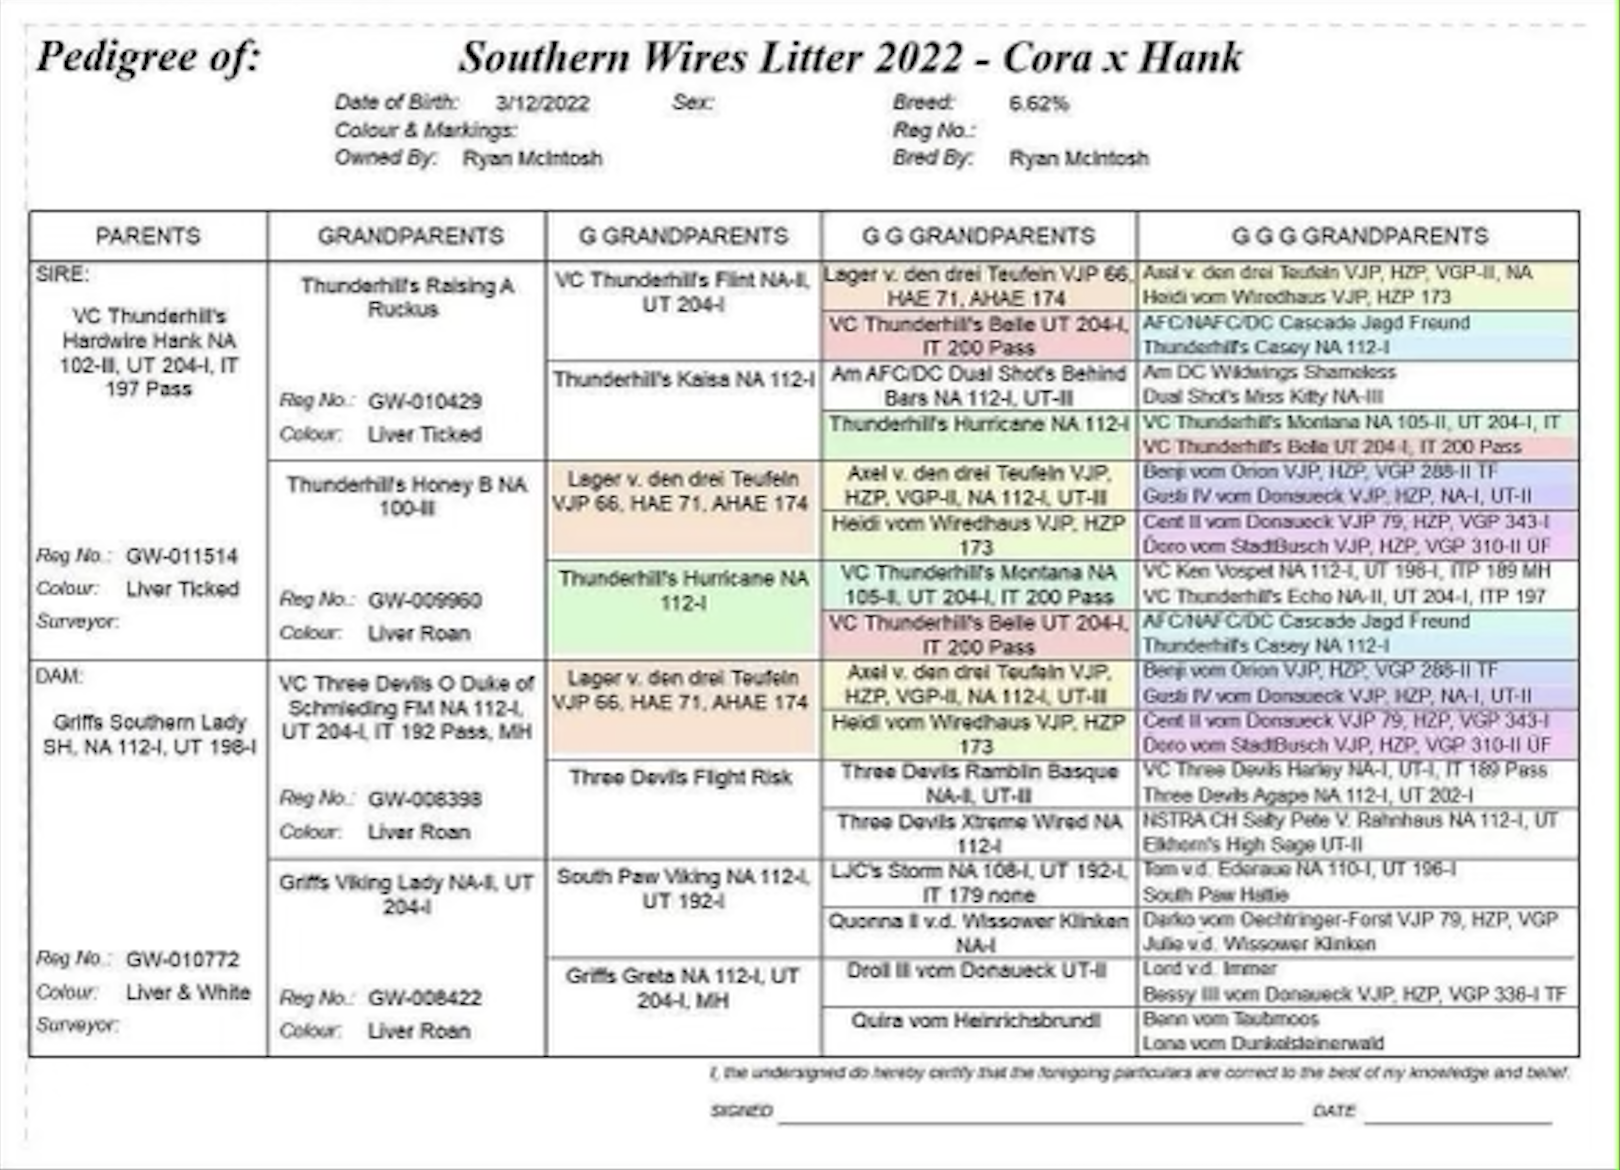 Pedigree of: Southern Wires Litter 2022 - Cora x Hank
Date of Birth: 3/12/2022 Sex: Breed: 6.62%
Colour & Markings: Reg No.:
Owned By: Ryan McIntosh Bred By: Ryan McIntosh
PARENTS GRANDPARENTS G GRANDPARENTS G G GRANDPARENTS G G G GRANDPARENTS
SIRE:
VC Thunderhill's
Hardwire Hank NA
102-III, UT 204-I, IT
197 Pass
Reg No.: GW-011514
Colour: Liver Ticked
Surveyor:
DAM:
Griffs Southern Lady
SH, NA 112-I, UT 198-I
Reg No.: GW-010772
Colour: Liver & White
Surveyor:
Thunderhill's Raising A
Ruckus
Reg No.: GW-010429
Colour: Liver Ticked
Thunderhill's Honey B NA
100-III
Reg No.: GW-009960
Colour: Liver Roan
VC Three Devils O Duke of
Schmieding FM NA 112-I,
UT 204-I, IT 192 Pass, MH
Reg No.: GW-008398
Colour: Liver Roan
Griffs Viking Lady NA-II, UT
204-I
Reg No.: GW-008422
Colour: Liver Roan
VC Thunderhill's Flint NA-II,
UT 204-I
Thunderhill's Kaisa NA 112-I
Lager v. den drei Teufeln
VJP 66, HAE 71, AHAE 174
Thunderhill's Hurricane NA
112-I
Lager v. den drei Teufeln
VJP 66, HAE 71, AHAE 174
Three Devils Flight Risk
South Paw Viking NA 112-I,
UT 192-I
Griffs Greta NA 112-I, UT
204-I, MH
Lager v. den drei Teufeln VJP 66,
HAE 71, AHAE 174
VC Thunderhill's Belle UT 204-I,
IT 200 Pass
Am AFC/DC Dual Shot's Behind
Bars NA 112-I, UT-III
Thunderhill's Hurricane NA 112-I
Axel v. den drei Teufeln VJP,
HZP, VGP-II, NA 112-I, UT-III
Heidi vom Wiredhaus VJP, HZP
173
VC Thunderhill's Montana NA
105-II, UT 204-I, IT 200 Pass
VC Thunderhill's Belle UT 204-I,
IT 200 Pass
Axel v. den drei Teufeln VJP,
HZP, VGP-II, NA 112-I, UT-III
Heidi vom Wiredhaus VJP, HZP
173
Three Devils Ramblin Basque
NA-II, UT-III
Three Devils Xtreme Wired NA
112-I
LJC's Storm NA 108-I, UT 192-I,
IT 179 none
Quonna II v.d. Wissower Klinken
NA-I
Droll III vom Donaueck UT-II
Quira vom Heinrichsbrundl
Axel v. den drei Teufeln VJP, HZP, VGP-II, NA
Heidi vom Wiredhaus VJP, HZP 173
AFC/NAFC/DC Cascade Jagd Freund
Thunderhill's Casey NA 112-I
Am DC Wildwings Shameless
Dual Shot's Miss Kitty NA-III
VC Thunderhill's Montana NA 105-II, UT 204-I, IT
VC Thunderhill's Belle UT 204-I, IT 200 Pass
Benji vom Orion VJP, HZP, VGP 288-II TF
Gusti IV vom Donaueck VJP, HZP, NA-I, UT-II
Cent II vom Donaueck VJP 79, HZP, VGP 343-I
Doro vom StadtBusch VJP, HZP, VGP 310-II ÜF
VC Ken Vospet NA 112-I, UT 198-I, ITP 189 MH
VC Thunderhill's Echo NA-II, UT 204-I, ITP 197
AFC/NAFC/DC Cascade Jagd Freund
Thunderhill's Casey NA 112-I
Benji vom Orion VJP, HZP, VGP 288-II TF
Gusti IV vom Donaueck VJP, HZP, NA-I, UT-II
Cent II vom Donaueck VJP 79, HZP, VGP 343-I
Doro vom StadtBusch VJP, HZP, VGP 310-II ÜF
VC Three Devils Harley NA-I, UT-I, IT 189 Pass
Three Devils Agape NA 112-I, UT 202-I
NSTRA CH Salty Pete V. Rahnhaus NA 112-I, UT
Elkhorn's High Sage UT-II
Tom v.d. Ederaue NA 110-I, UT 196-I
South Paw Hattie
Darko vom Oechtringer-Forst VJP 79, HZP, VGP
Julie v.d. Wissower Klinken
Lord v.d. Immer
Bessy III vom Donaueck VJP, HZP, VGP 336-I TF
Benn vom Taubmoos
Lona vom Dunkelsteinerwald
I, the undersigned do hereby certify that the foregoing particulars are correct to the best of my knowledge and belief.
SIGNED DATE